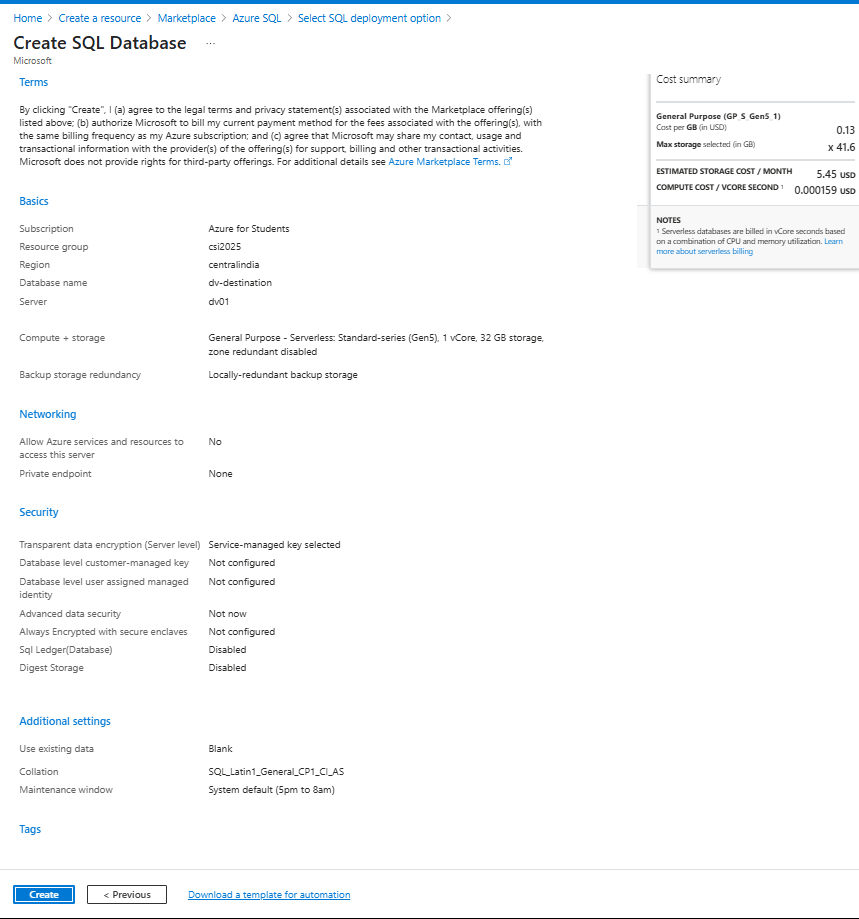 Home > Create a resource > Marketplace > Azure SQL > Select SQL deployment option >
Create SQL Database ...
Microsoft
Terms
By clicking "Create", I (a) agree to the legal terms and privacy statement(s) associated with the Marketplace offering(s)
listed above; (b) authorize Microsoft to bill my current payment method for the fees associated with the offering(s), with
the same billing frequency as my Azure subscription; and (c) agree that Microsoft may share my contact, usage and
transactional information with the provider(s) of the offering(s) for support, billing and other transactional activities.
Microsoft does not provide rights for third-party offerings. For additional details see Azure Marketplace Terms.
Basics
Subscription Azure for Students
Resource group csi2025
Region centralindia
Database name dv-destination
Server dv01
Compute + storage General Purpose - Serverless: Standard-series (Gen5), 1 vCore, 32 GB storage,
zone redundant disabled
Backup storage redundancy Locally-redundant backup storage
Networking
Allow Azure services and resources to No
access this server
Private endpoint None
Security
Transparent data encryption (Server level) Service-managed key selected
Database level customer-managed key Not configured
Database level user assigned managed Not configured
identity
Advanced data security Not now
Always Encrypted with secure enclaves Not configured
Sql Ledger(Database) Disabled
Digest Storage Disabled
Additional settings
Use existing data Blank
Collation SQL_Latin1_General_CP1_CI_AS
Maintenance window System default (5pm to 8am)
Tags
Create < Previous Download a template for automation
Cost summary
General Purpose (GP_S_Gen5_1)
Cost per GB (in USD) 0.13
Max storage selected (in GB) x 41.6
ESTIMATED STORAGE COST / MONTH 5.45 USD
COMPUTE COST / VCORE SECOND ¹ 0.000159 USD
NOTES
¹ Serverless databases are billed in vCore seconds based
on a combination of CPU and memory utilization. Learn
more about serverless billing